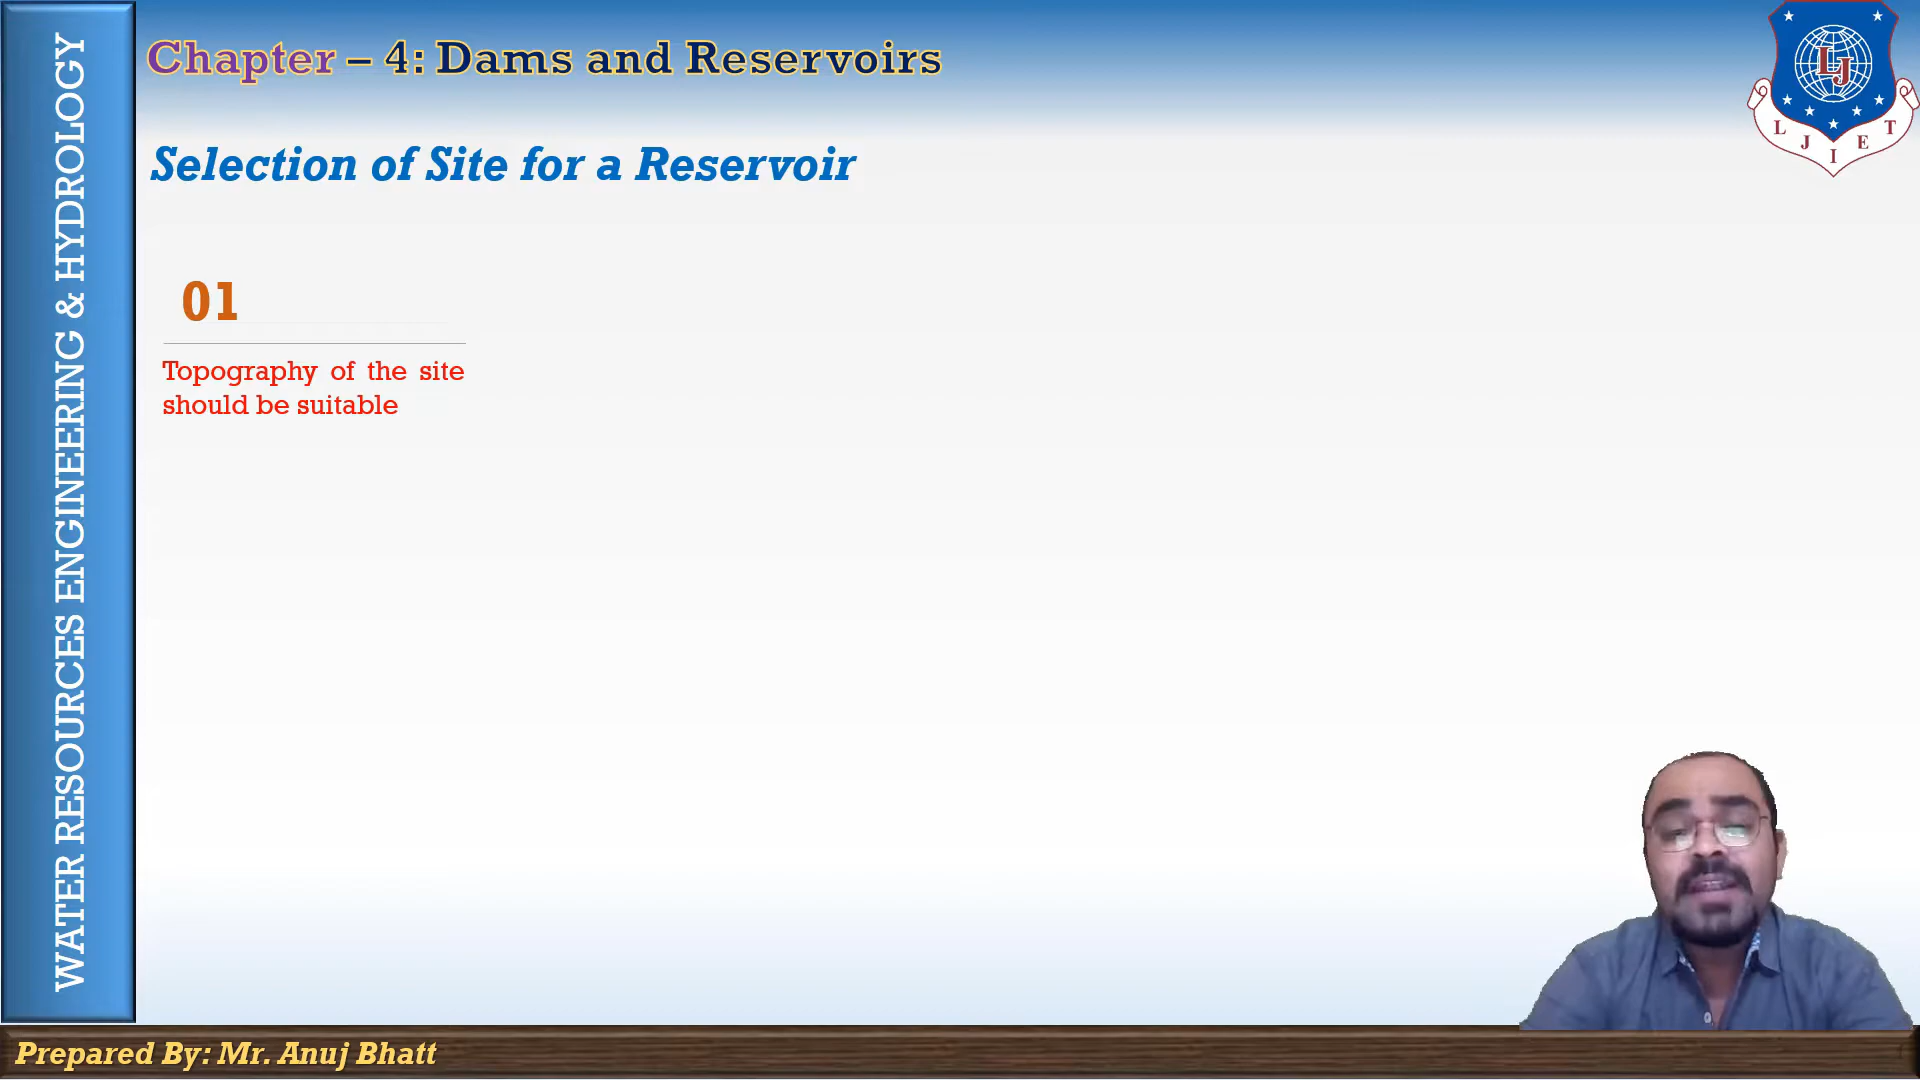 WATER RESOURCES ENGINEERING & HYDROLOGY
Chapter – 4: Dams and Reservoirs
LJ
L J I E T
Selection of Site for a Reservoir
01
Topography of the site
should be suitable
Prepared By: Mr. Anuj Bhatt